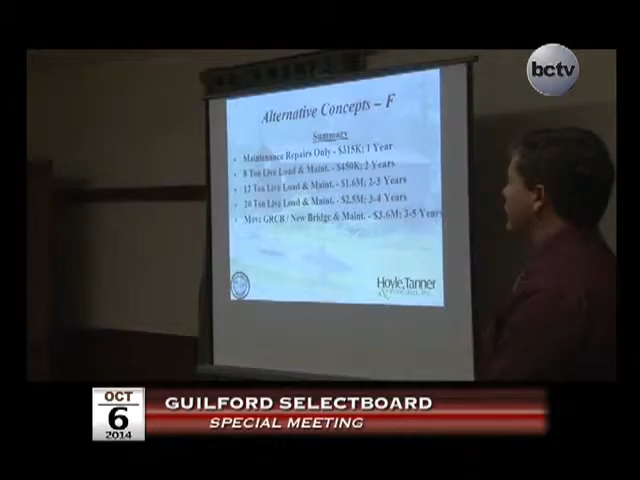 bctv
Alternative Concepts – F
Summary
• Maintenance Repairs Only - $315K; 1 Year
• 8 Ton Live Load & Maint. - $450K; 2 Years
• 12 Ton Live Load & Maint. - $1.6M; 2-3 Years
• 20 Ton Live Load & Maint. - $2.5M; 3-4 Years
• Move GRCB / New Bridge & Maint. - $3.6M; 3-5 Years
Hoyle, Tanner
OCT
6
2014
GUILFORD SELECTBOARD
SPECIAL MEETING